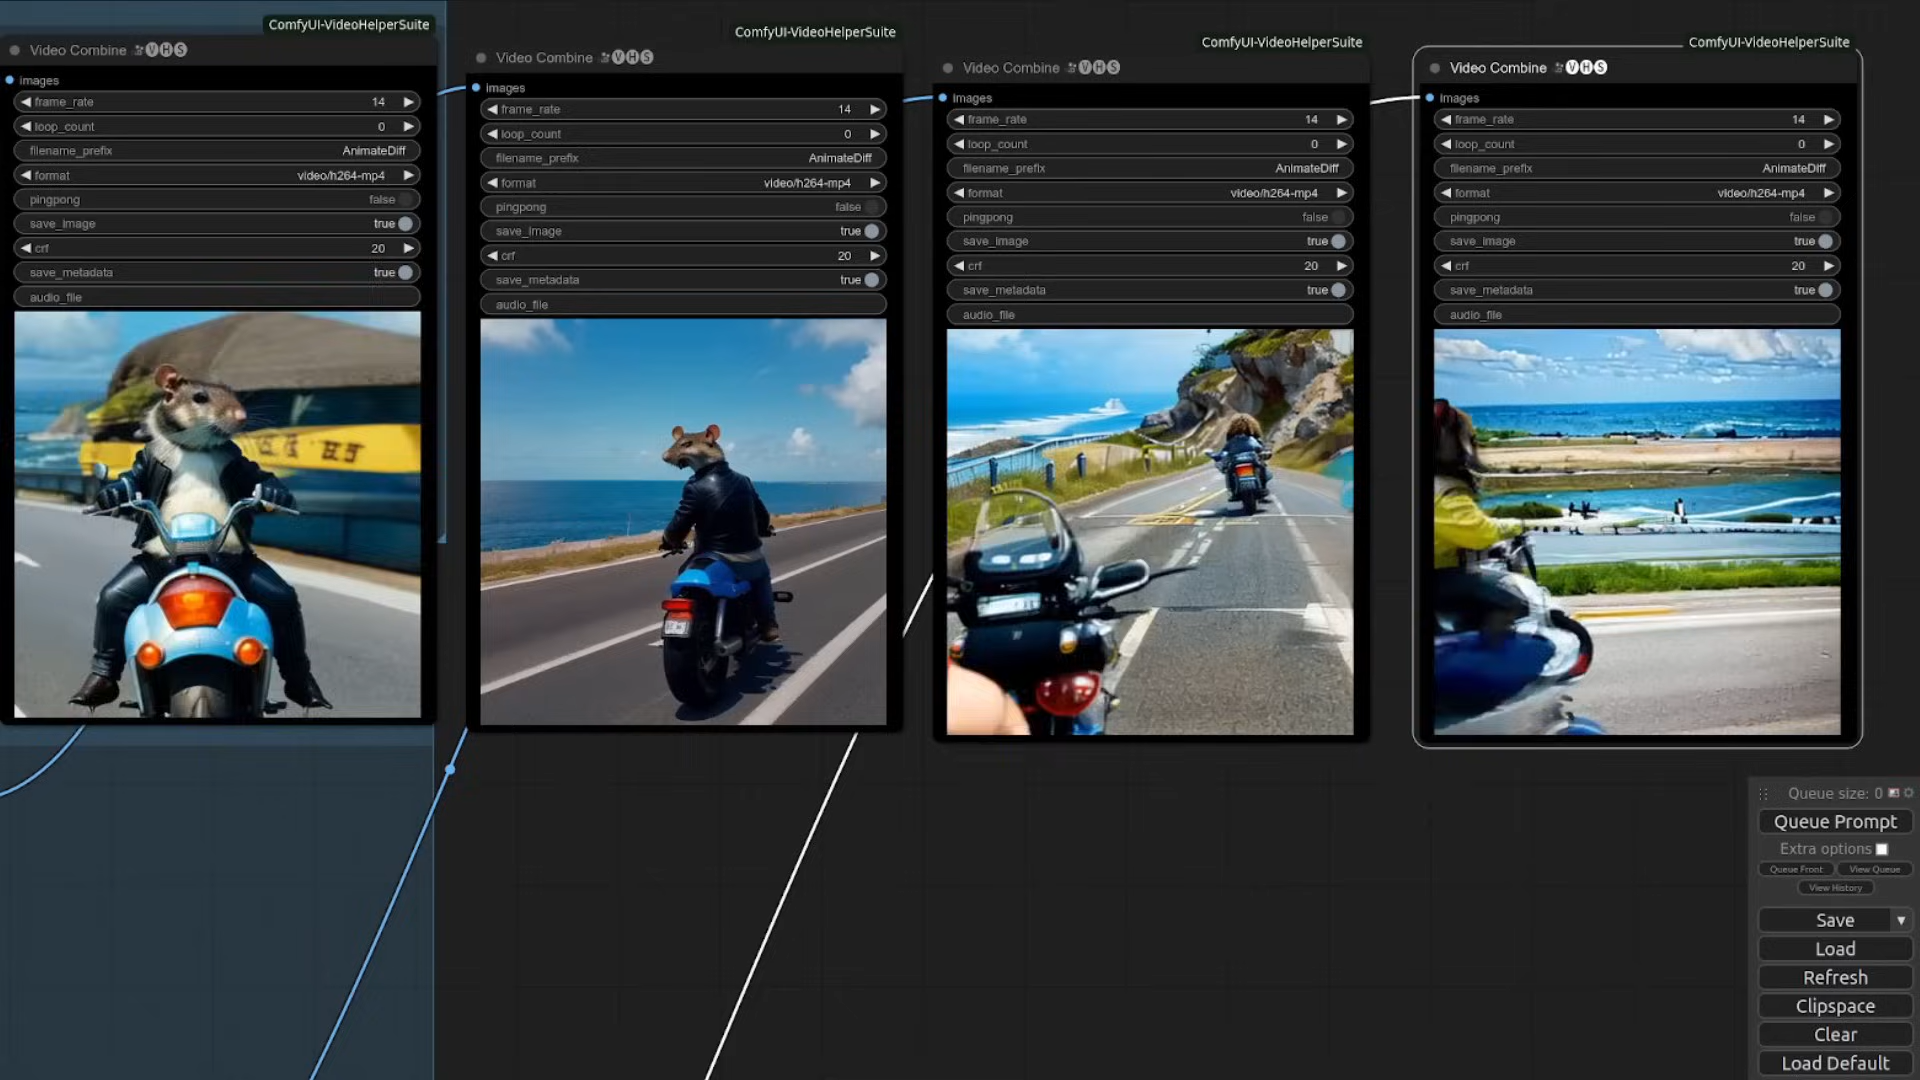 ComfyUI-VideoHelperSuite
Video Combine VHS
images
frame_rate 14
loop_count 0
filename_prefix AnimateDiff
format video/h264-mp4
pingpong false
save_image true
crf 20
save_metadata true
audio_file
ComfyUI-VideoHelperSuite
Video Combine VHS
images
frame_rate 14
loop_count 0
filename_prefix AnimateDiff
format video/h264-mp4
pingpong false
save_image true
crf 20
save_metadata true
audio_file
ComfyUI-VideoHelperSuite
Video Combine VHS
images
frame_rate 14
loop_count 0
filename_prefix AnimateDiff
format video/h264-mp4
pingpong false
save_image true
crf 20
save_metadata true
audio_file
ComfyUI-VideoHelperSuite
Video Combine VHS
images
frame_rate 14
loop_count 0
filename_prefix AnimateDiff
format video/h264-mp4
pingpong false
save_image true
crf 20
save_metadata true
audio_file
Queue size: 0
Queue Prompt
Extra options
Queue Front View Queue
View History
Save
Load
Refresh
Clipspace
Clear
Load Default